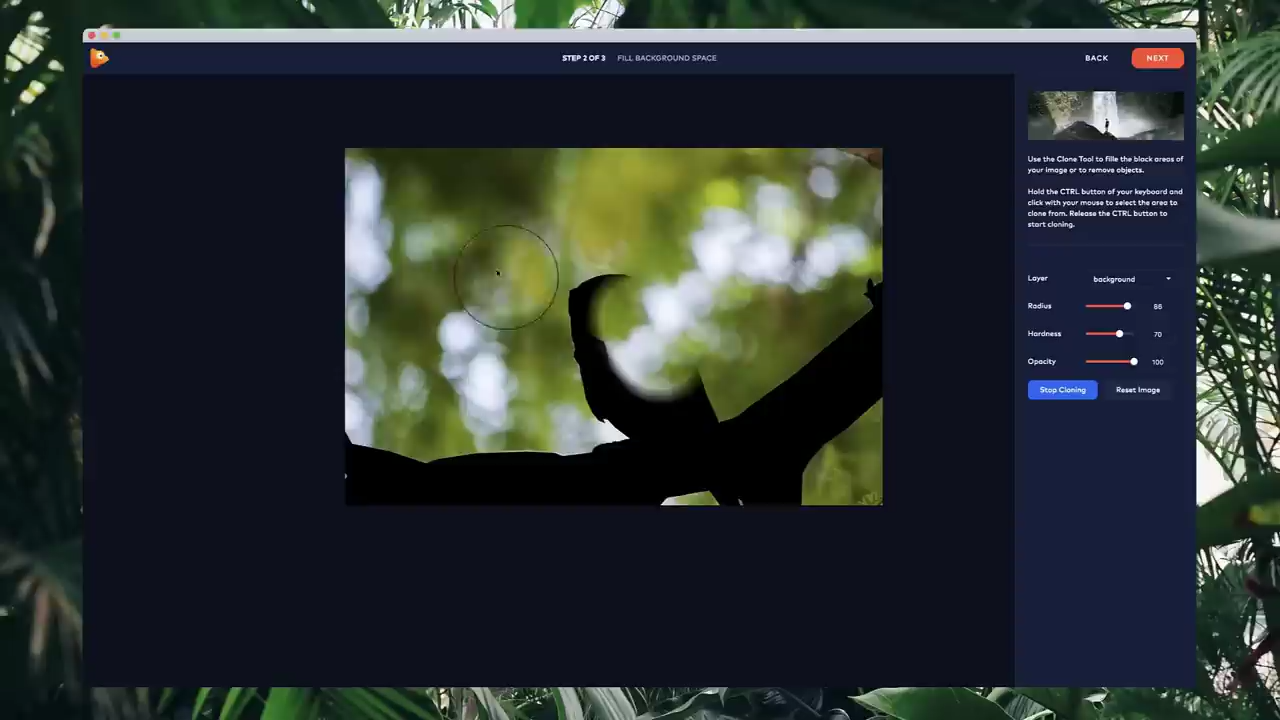 STEP 2 OF 3 FILL BACKGROUND SPACE
BACK
NEXT
Use the Clone Tool to fille the black areas of
your image or to remove objects.
Hold the CTRL button of your keyboard and
click with your mouse to select the area to
clone from. Release the CTRL button to
start cloning.
Layer background
Radius 86
Hardness 70
Opacity 100
Stop Cloning Reset Image